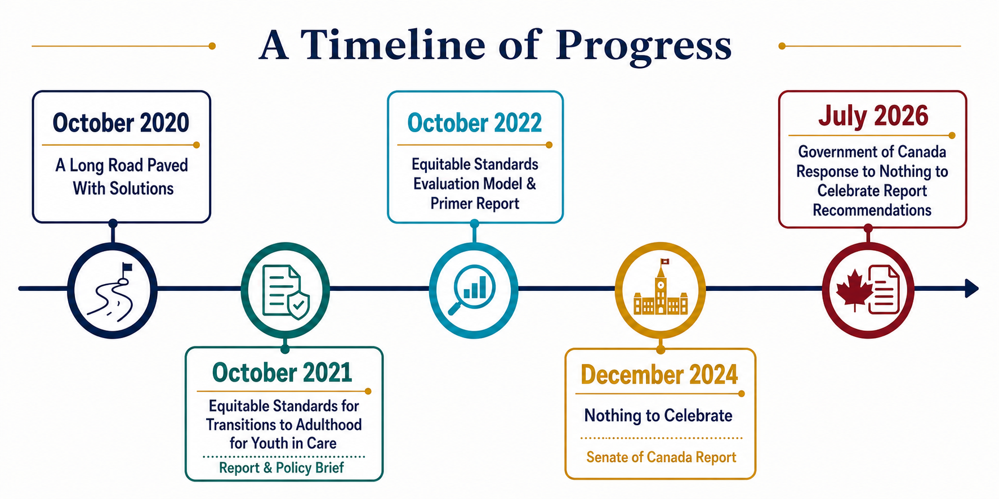 A Timeline of Progress
October 2020
A Long Road Paved
With Solutions
October 2021
Equitable Standards for
Transitions to Adulthood
for Youth in Care
Report & Policy Brief
October 2022
Equitable Standards
Evaluation Model &
Primer Report
December 2024
Nothing to Celebrate
Senate of Canada Report
July 2026
Government of Canada
Response to Nothing to
Celebrate Report
Recommendations